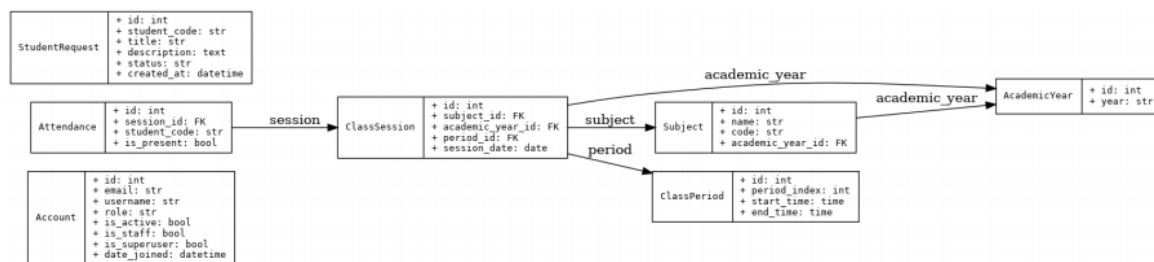 StudentRequest
+ id: int
+ student_code: str
+ title: str
+ description: text
+ status: str
+ created_at: datetime
Attendance
+ id: int
+ session_id: FK
+ student_code: str
+ is_present: bool
session
Account
+ id: int
+ email: str
+ username: str
+ role: str
+ is_active: bool
+ is_staff: bool
+ is_superuser: bool
+ date_joined: datetime
ClassSession
+ id: int
+ subject_id: FK
+ academic_year_id: FK
+ period_id: FK
+ session_date: date
academic_year
subject
period
Subject
+ id: int
+ name: str
+ code: str
+ academic_year_id: FK
academic_year
ClassPeriod
+ id: int
+ period_index: int
+ start_time: time
+ end_time: time
AcademicYear
+ id: int
+ year: str